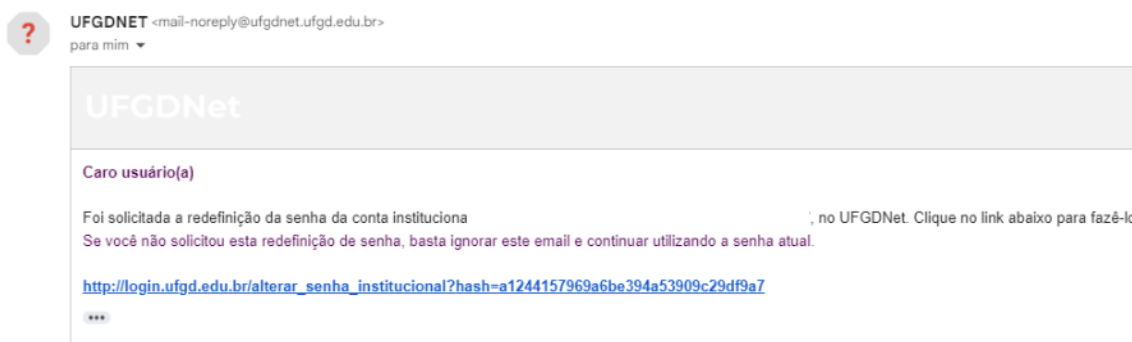 UFGDNET <mail-noreply@ufgdnet.ufgd.edu.br>
para mim
UFGDNet
Caro usuário(a)
Foi solicitada a redefinição da senha da conta instituciona ', no UFGDNet. Clique no link abaixo para fazê-lo
Se você não solicitou esta redefinição de senha, basta ignorar este email e continuar utilizando a senha atual.
http://login.ufgd.edu.br/alterar_senha_institucional?hash=a1244157969a6be394a53909c29df9a7